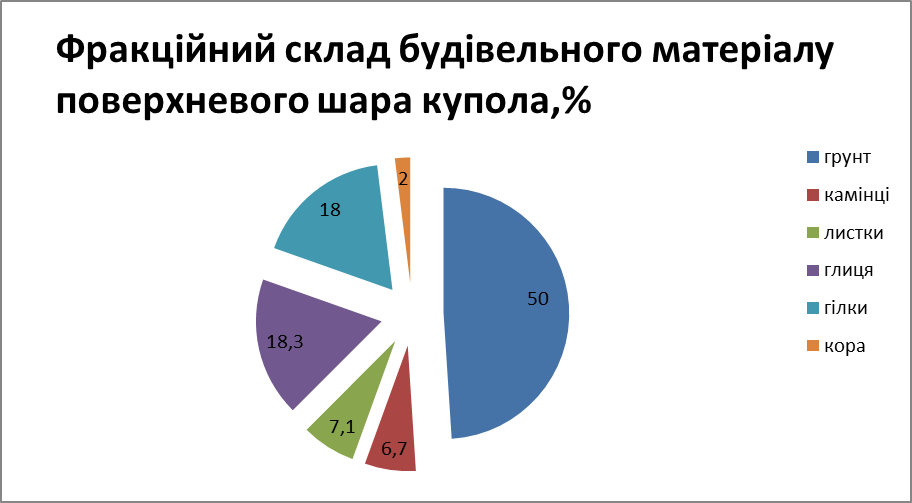 Фракційний склад будівельного матеріалу
поверхневого шара купола,%
2
18
50
18,3
7,1
6,7
грунт
камінці
листки
глиця
гілки
кора